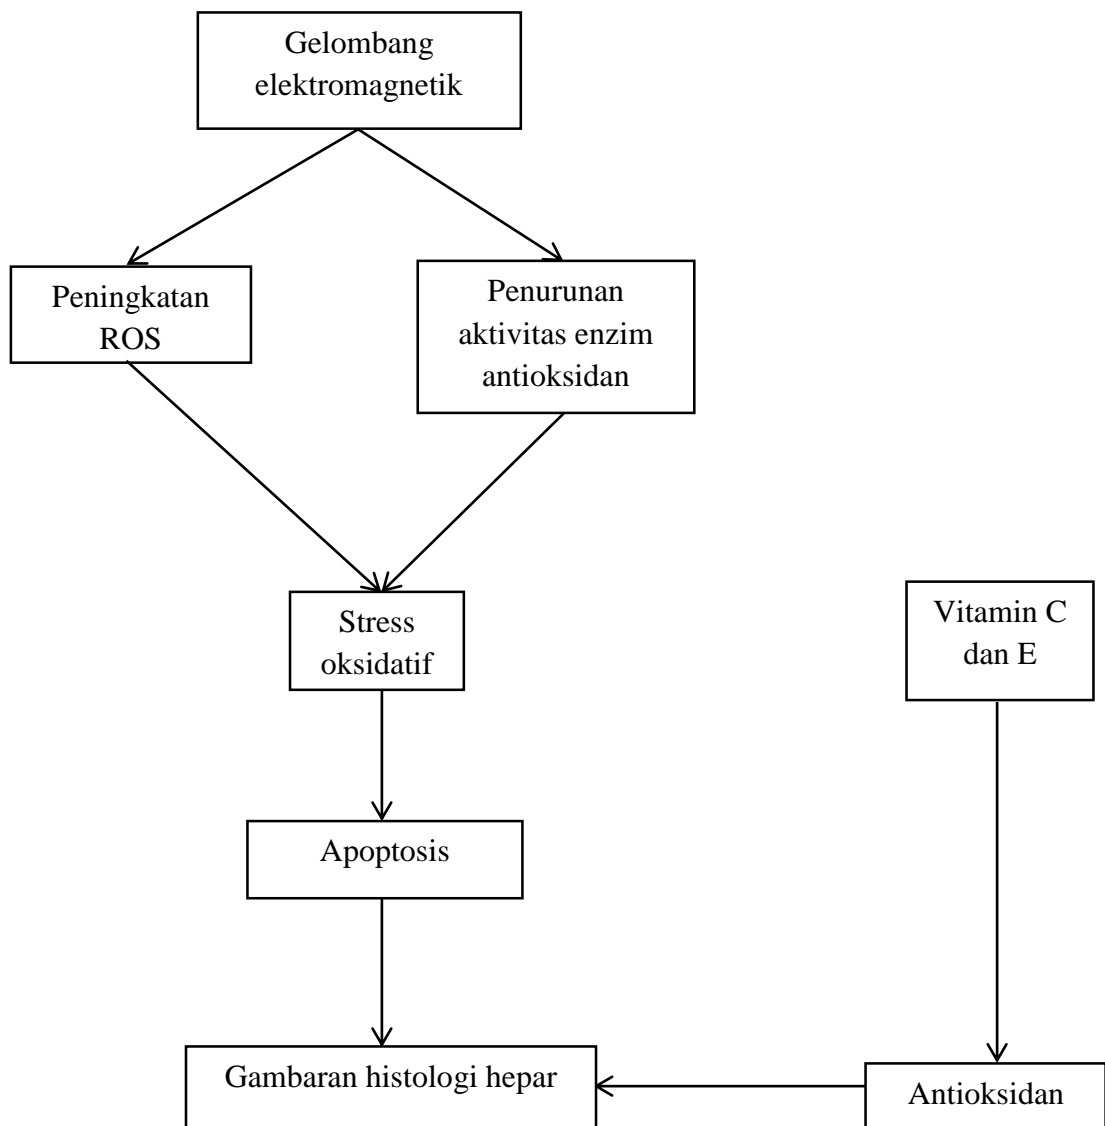 Gelombang
elektromagnetik
Peningkatan
ROS
Penurunan
aktivitas enzim
antioksidan
Stress
oksidatif
Vitamin C
dan E
Apoptosis
Gambaran histologi hepar
Antioksidan